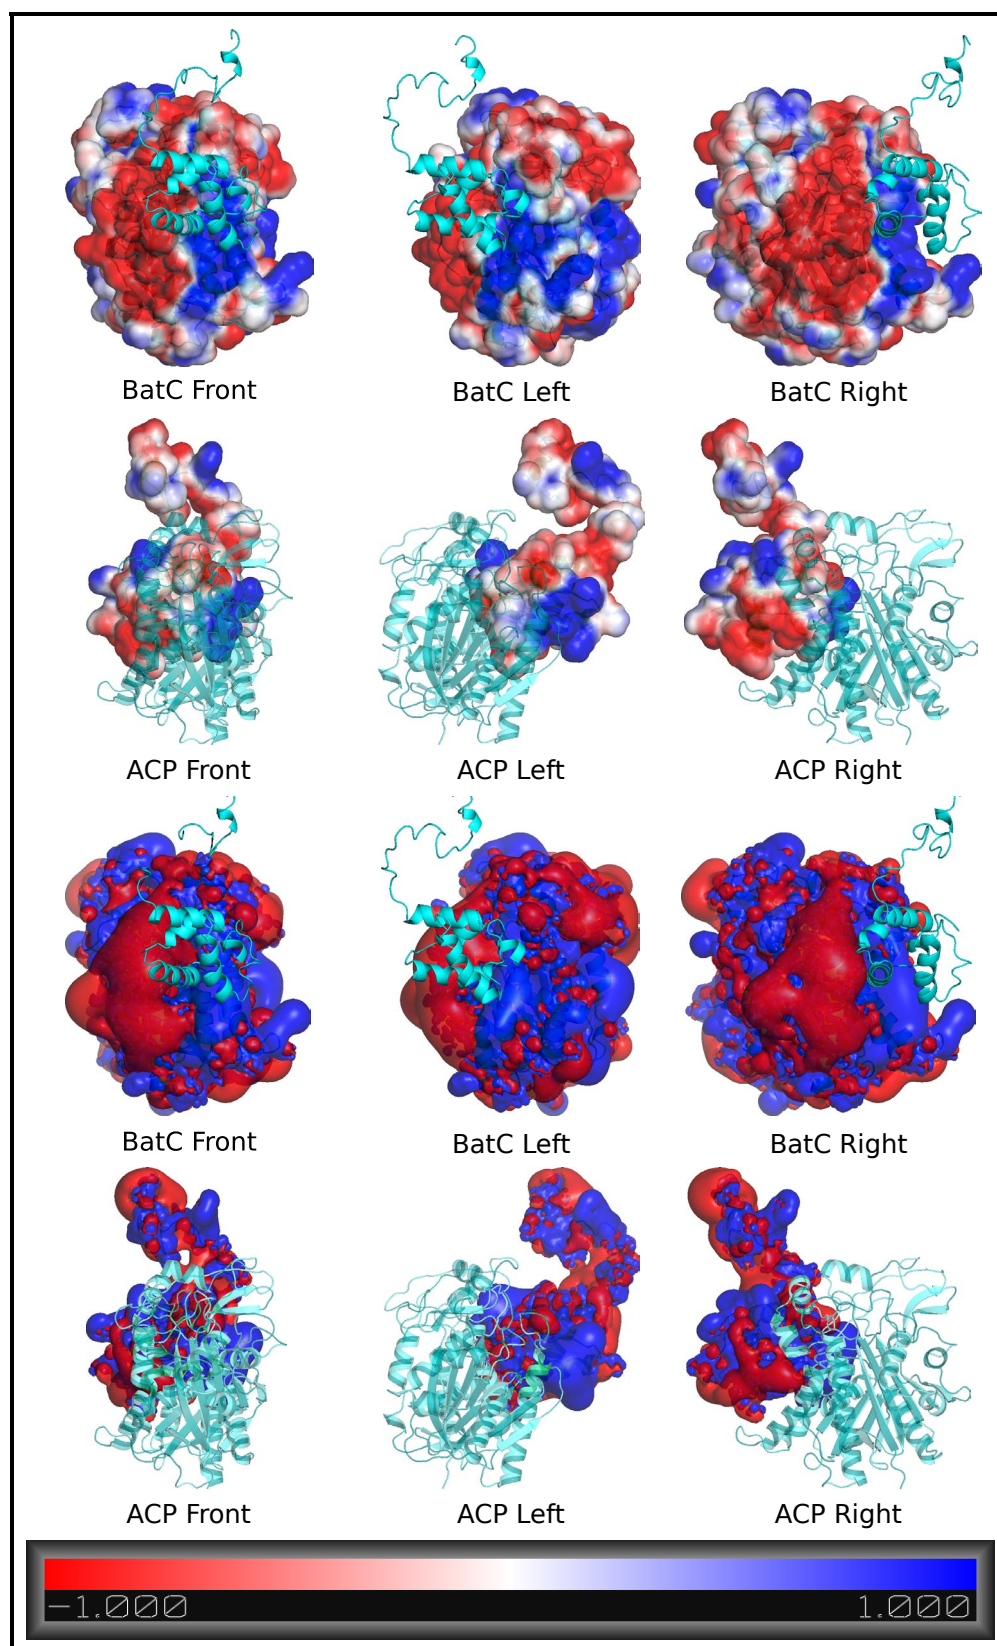 BatC Front BatC Left BatC Right
ACP Front ACP Left ACP Right
BatC Front BatC Left BatC Right
ACP Front ACP Left ACP Right
-1.000 1.000